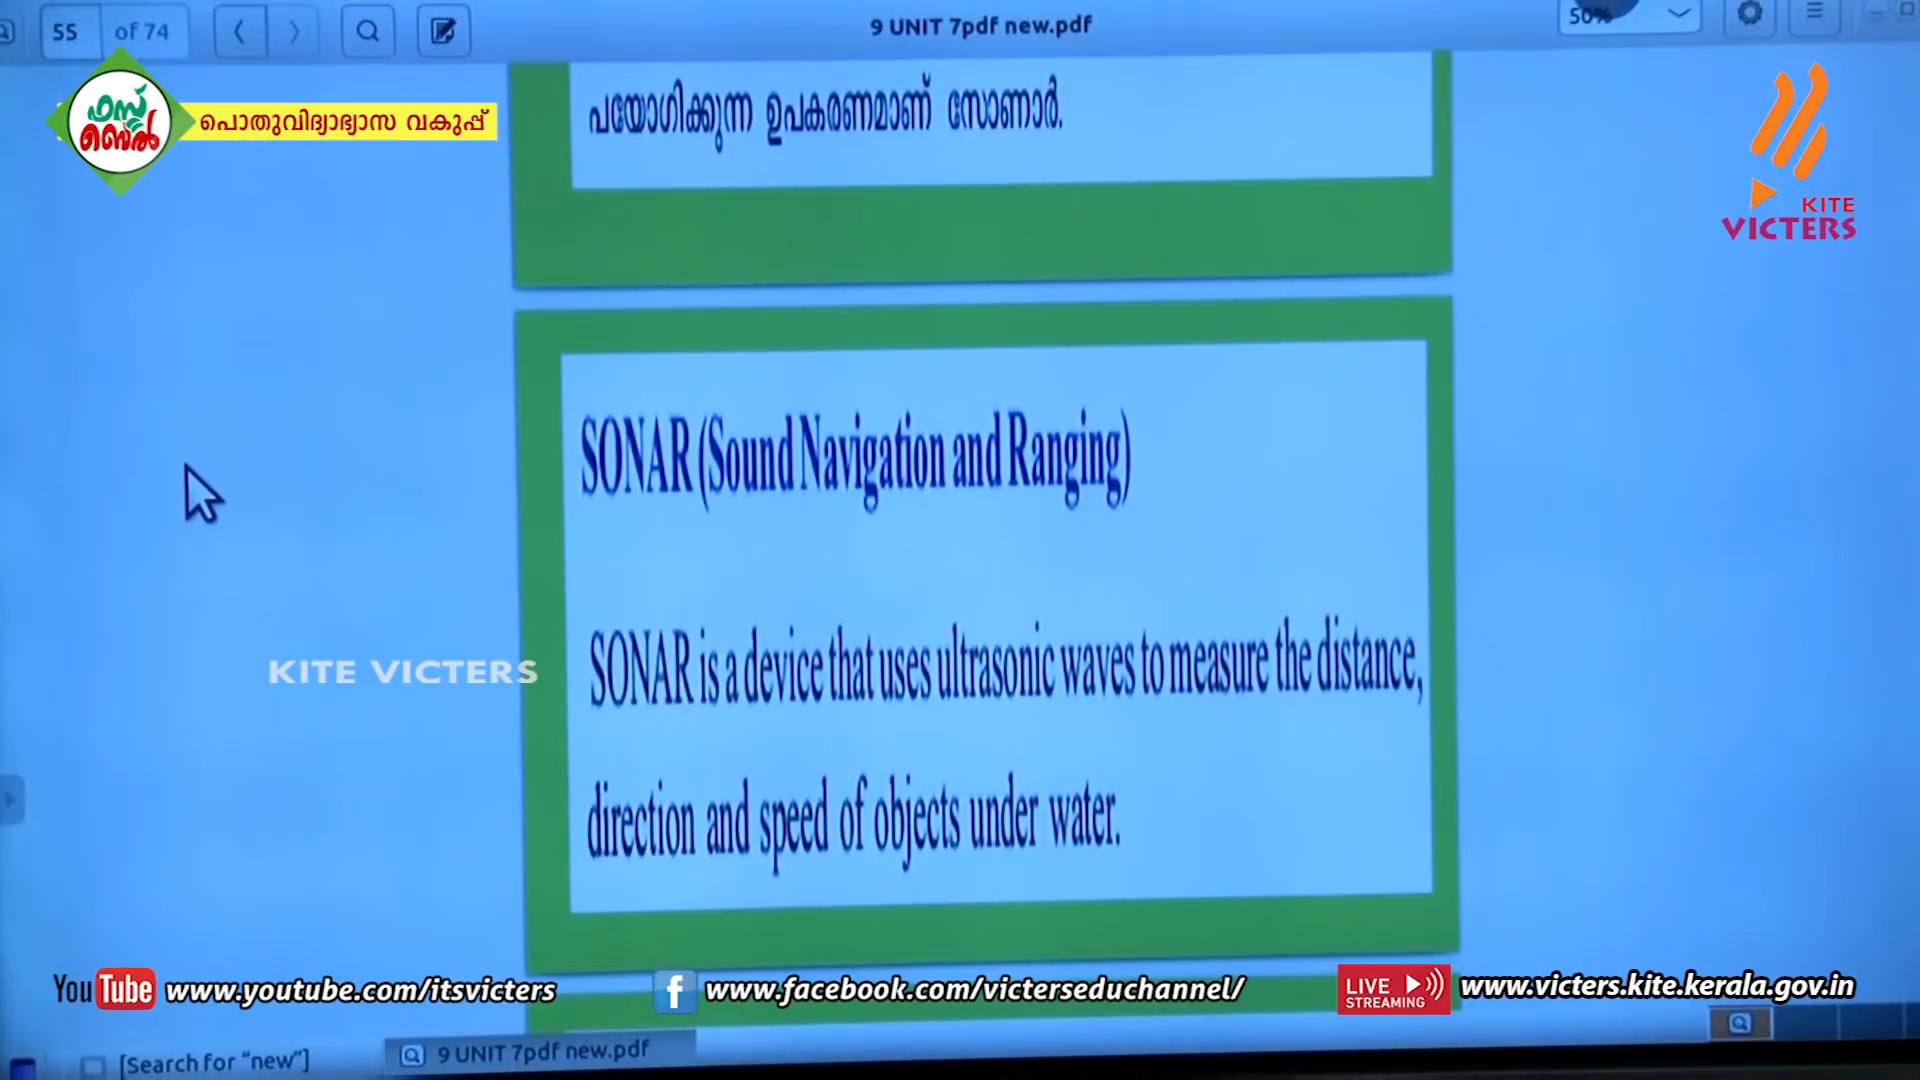 55 of 74
9 UNIT 7pdf new.pdf
50%
ഫസ്റ്റ്
ബെൽ
പൊതുവിദ്യാഭ്യാസ വകുപ്പ്
പയോഗിക്കുന്ന ഉപകരണമാണ് സോണാർ.
KITE
VICTERS
SONAR (Sound Navigation and Ranging)
KITE VICTERS
SONAR is a device that uses ultrasonic waves to measure the distance,
direction and speed of objects under water.
YouTube www.youtube.com/itsvicters
f www.facebook.com/victerseduchannel/
LIVE STREAMING www.victers.kite.kerala.gov.in
[Search for "new"]
9 UNIT 7pdf new.pdf